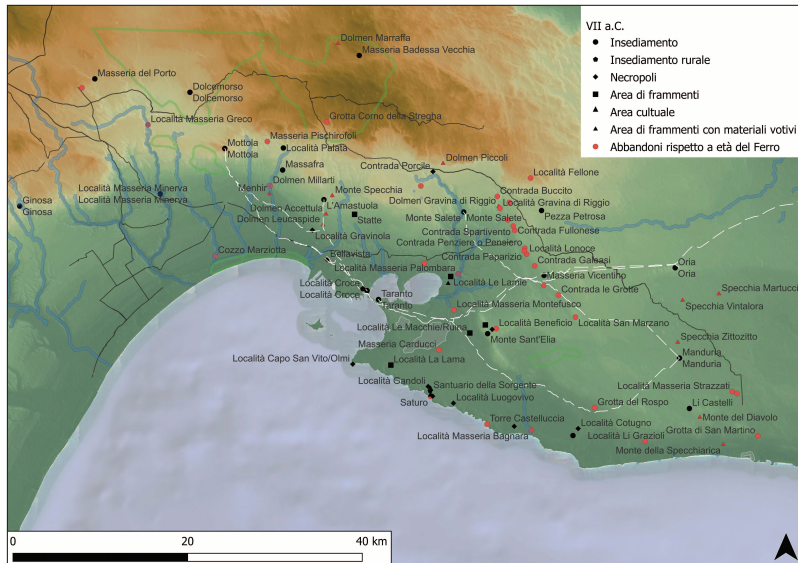 VII a.C.
Insediamento
Insediamento rurale
Necropoli
Area di frammenti
Area cultuale
Area di frammenti con materiali votivi
Abbandoni rispetto a età del Ferro
Dolmen Marraffa
Masseria Badessa Vecchia
Masseria del Porto
Dolcemorso
Dolcemorso
Località Masseria Greco
Grotta Corno della Stregha
Masseria Pischirofoli
Mottola
Mottola
Località Palata
Massafra
Contrada Porcile
Dolmen Piccoli
Località Fellone
Dolmen Millarti
Menhir
Monte Specchia
Contrada Buccito
Località Masseria Minerva
Località Masseria Minerva
Ginosa
Ginosa
Dolmen Accettula
L'Amastuola
Dolmen Gravina di Riggio
Località Gravina di Riggio
Dolmen Leucaspide
Statte
Monte Salete
Monte Salete
Pezza Petrosa
Località Gravinola
Contrada Spartivento
Contrada Fullonese
Contrada Penziero o Peneiero
Località Lonoce
Cozzo Marziotta
Bellavista
Contrada Paparizio
Contrada Galeasi
Località Masseria Palombara
Oria
Oria
Masseria Vicentino
Località Le Lamie
Località Croce
Località Croce
Contrada le Grotte
Specchia Martucci
Taranto
Taranto
Specchia Vintalora
Località Masseria Montefusco
Località San Marzano
Località Le Macchie/Ruina
Località Beneficio
Monte Sant'Elia
Specchia Zittozitto
Masseria Carducci
Manduria
Manduria
Località Capo San Vito/Olmi
Località La Lama
Località Gandoli
Santuario della Sorgente
Località Masseria Strazzati
Saturo
Località Luogovivo
Grotta del Rospo
Li Castelli
Torre Castelluccia
Località Cotugno
Monte del Diavolo
Località Masseria Bagnara
Località Li Grazioli
Grotta di San Martino
Monte della Specchiarica
0
20
40 km